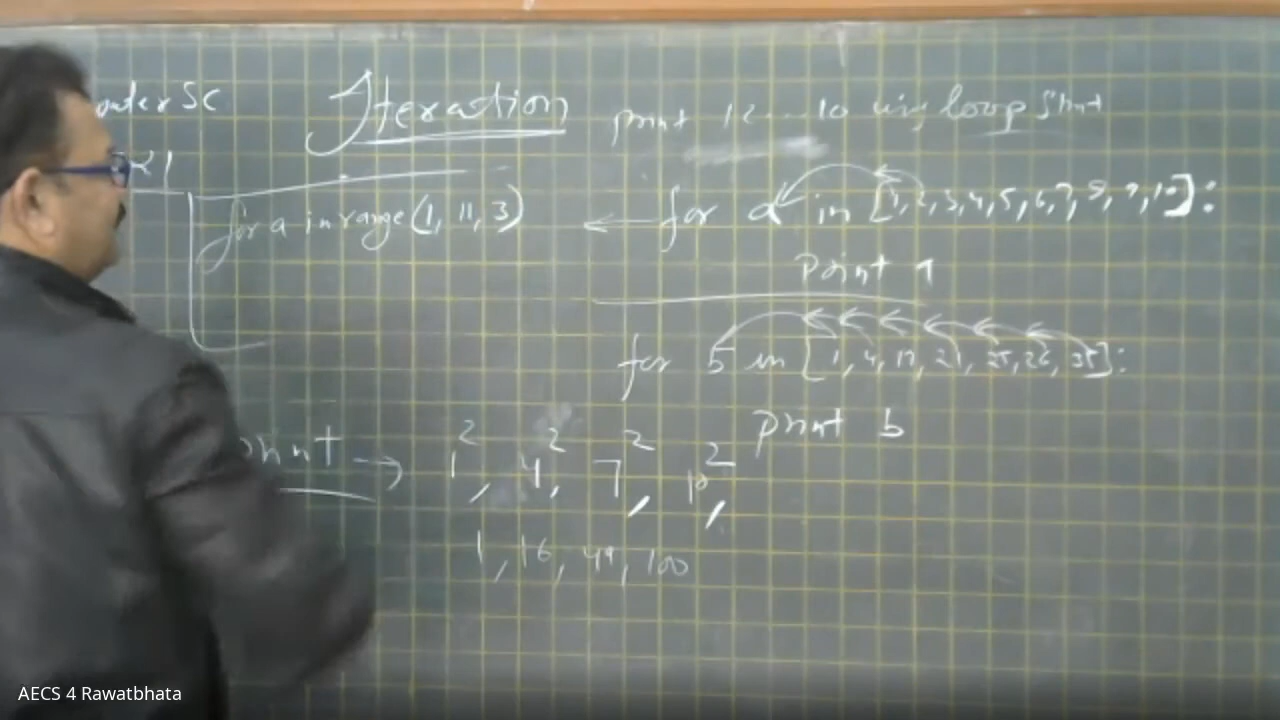 Iteration
print 1 2 .... 10 using loop stmt
for a in range(1, 11, 3)
for a in [1, 2, 3, 4, 5, 6, 7, 8, 9, 10]:
Print a
for b in [1, 4, 17, 21, 25, 26, 35]:
print b
print → 1², 4², 7², 10²,
1, 16, 49, 100
AECS 4 Rawatbhata